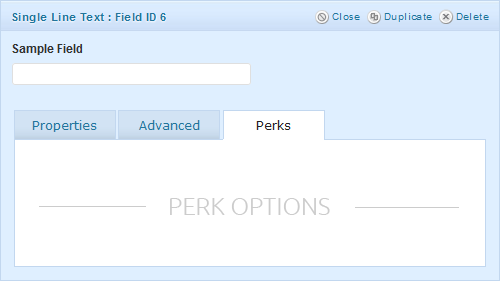 Single Line Text : Field ID 6 Close Duplicate Delete
Sample Field
Properties Advanced Perks
PERK OPTIONS